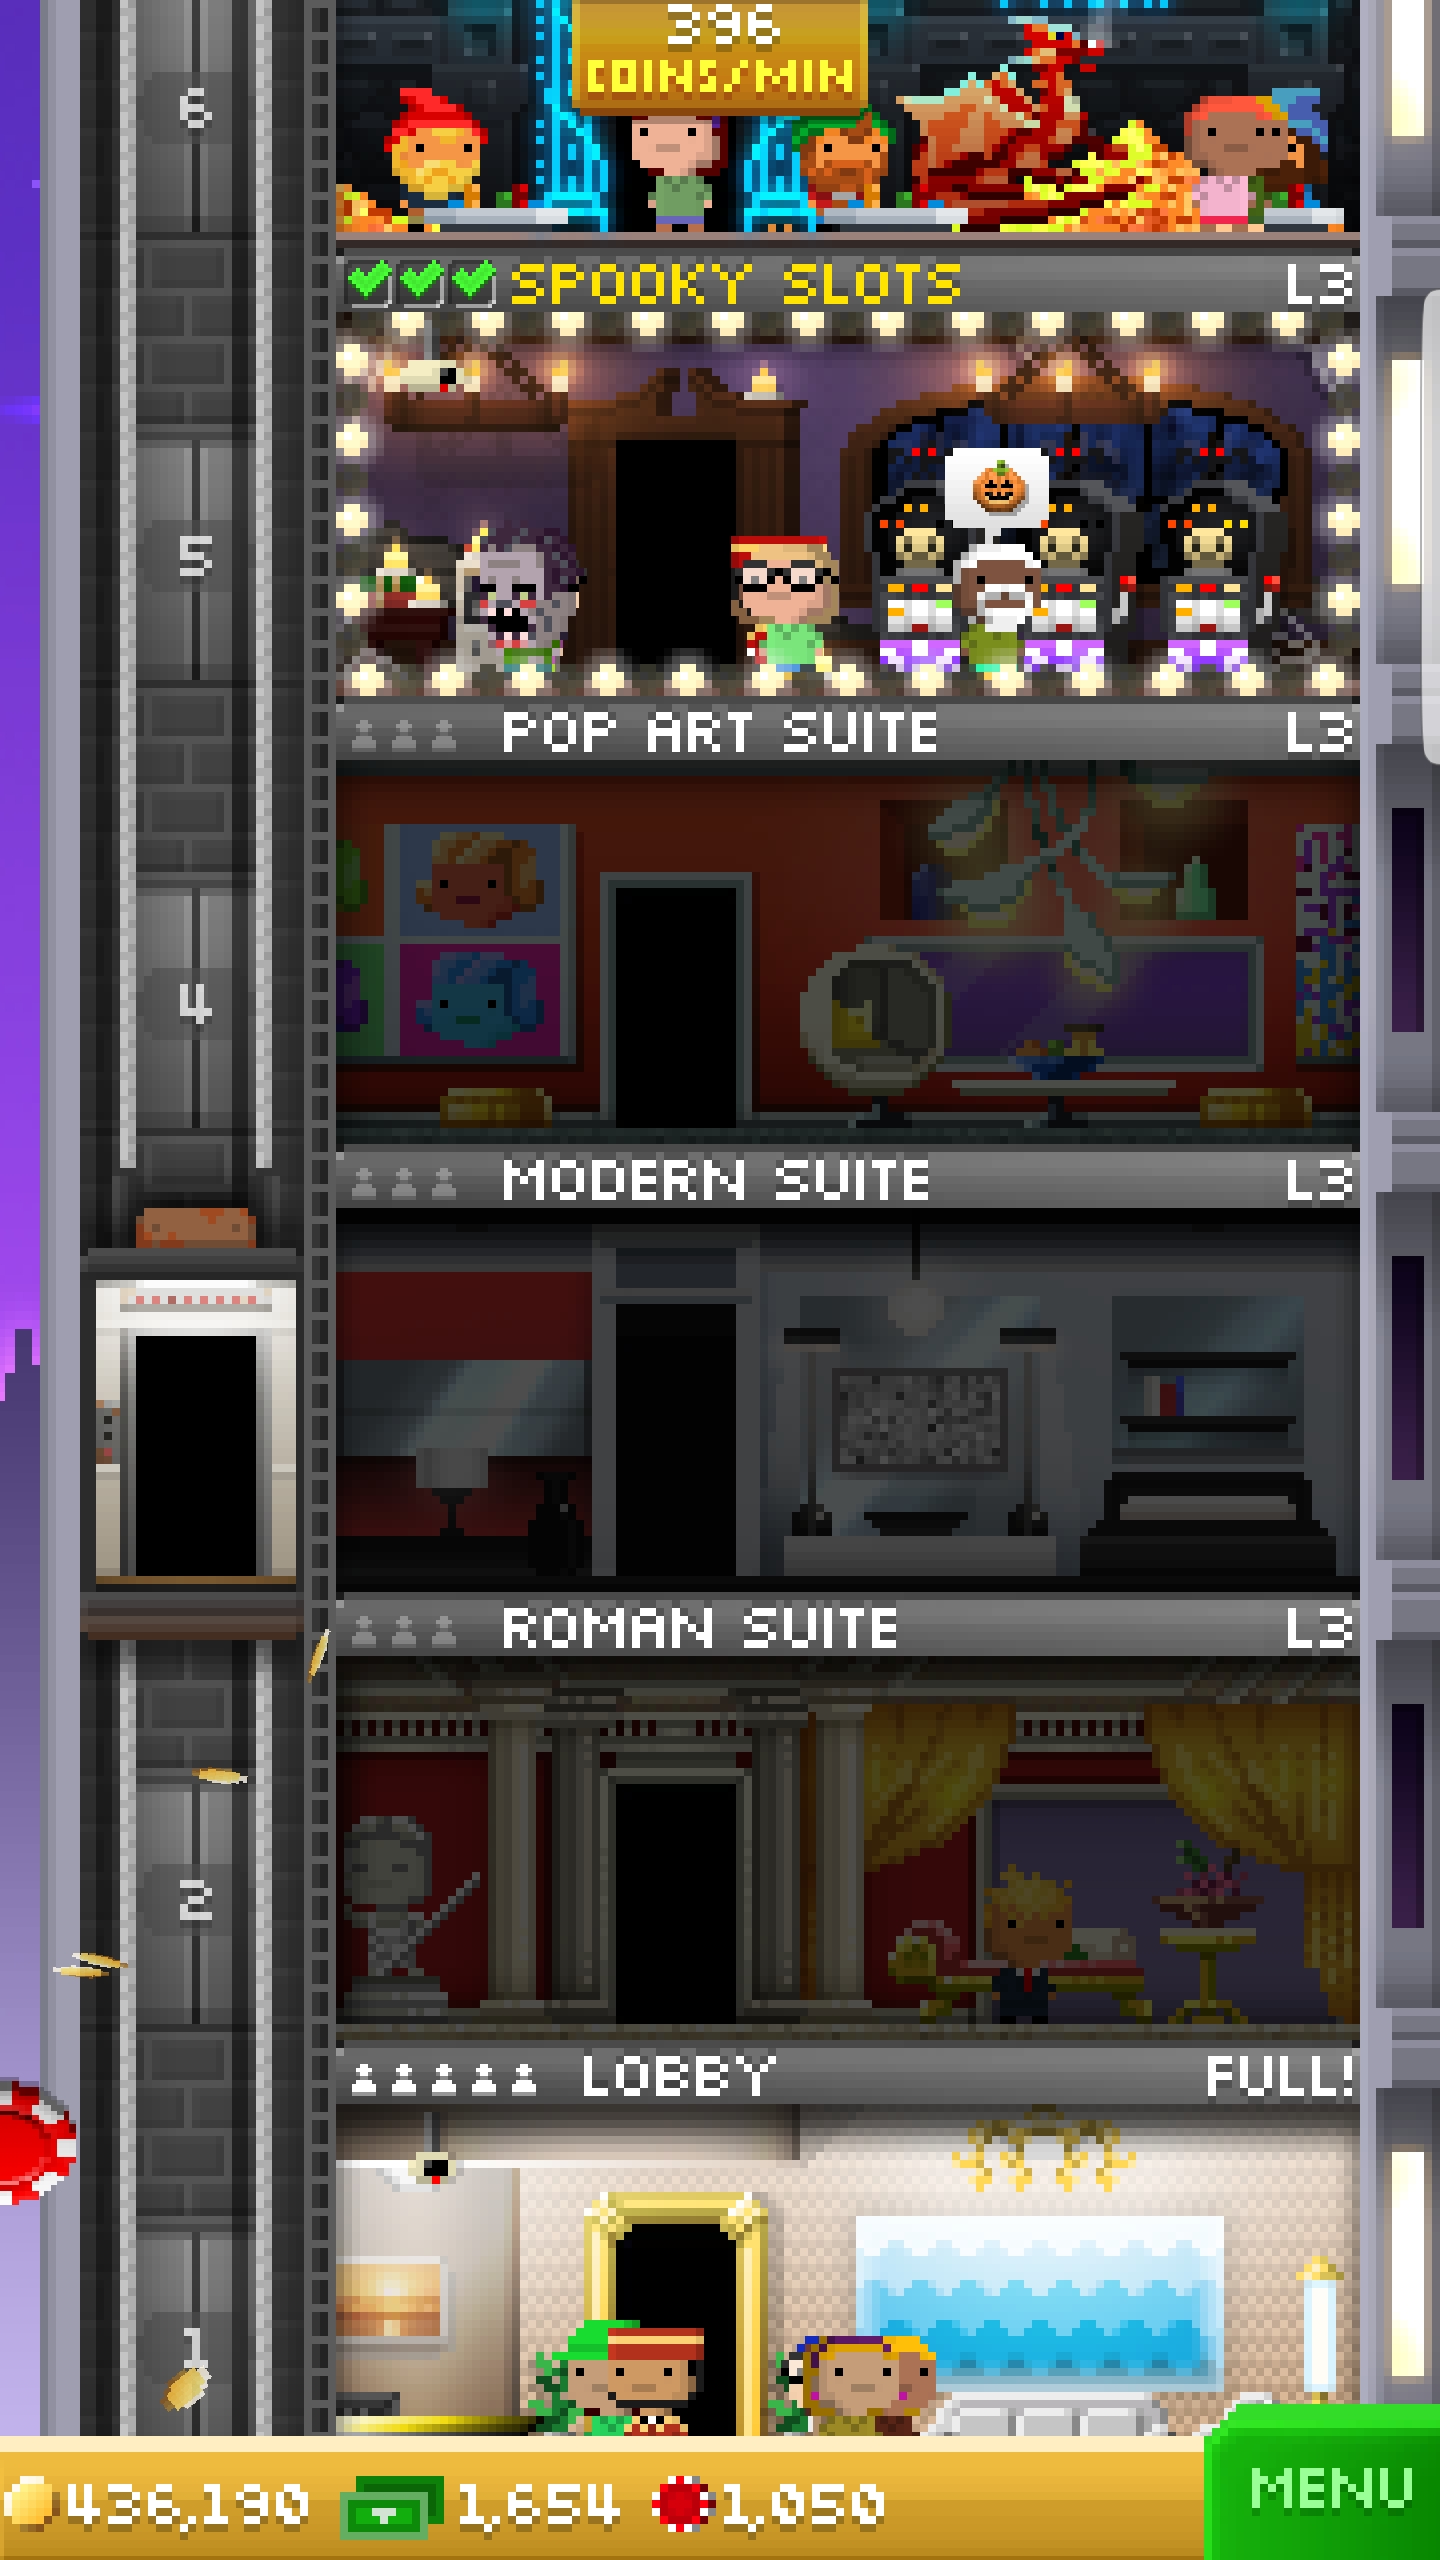 396
COINS/MIN
6
SPOOKY SLOTS L3
5
POP ART SUITE L3
4
MODERN SUITE L3
ROMAN SUITE L3
2
LOBBY FULL!
1
436,190 1,654 1,050 MENU